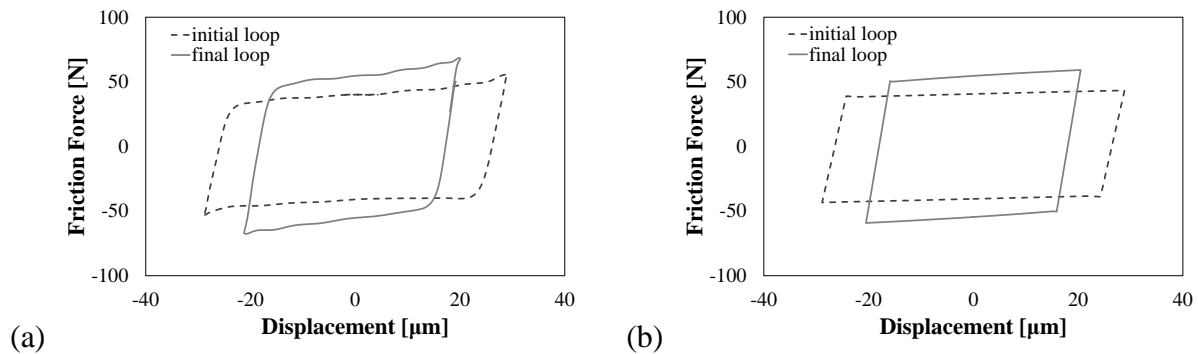 100
50
0
-50
-100
Friction Force [N]
initial loop
final loop
-40
-20
0
20
40
Displacement [µm]
(a)
100
50
0
-50
-100
Friction Force [N]
initial loop
final loop
-40
-20
0
20
40
Displacement [µm]
(b)